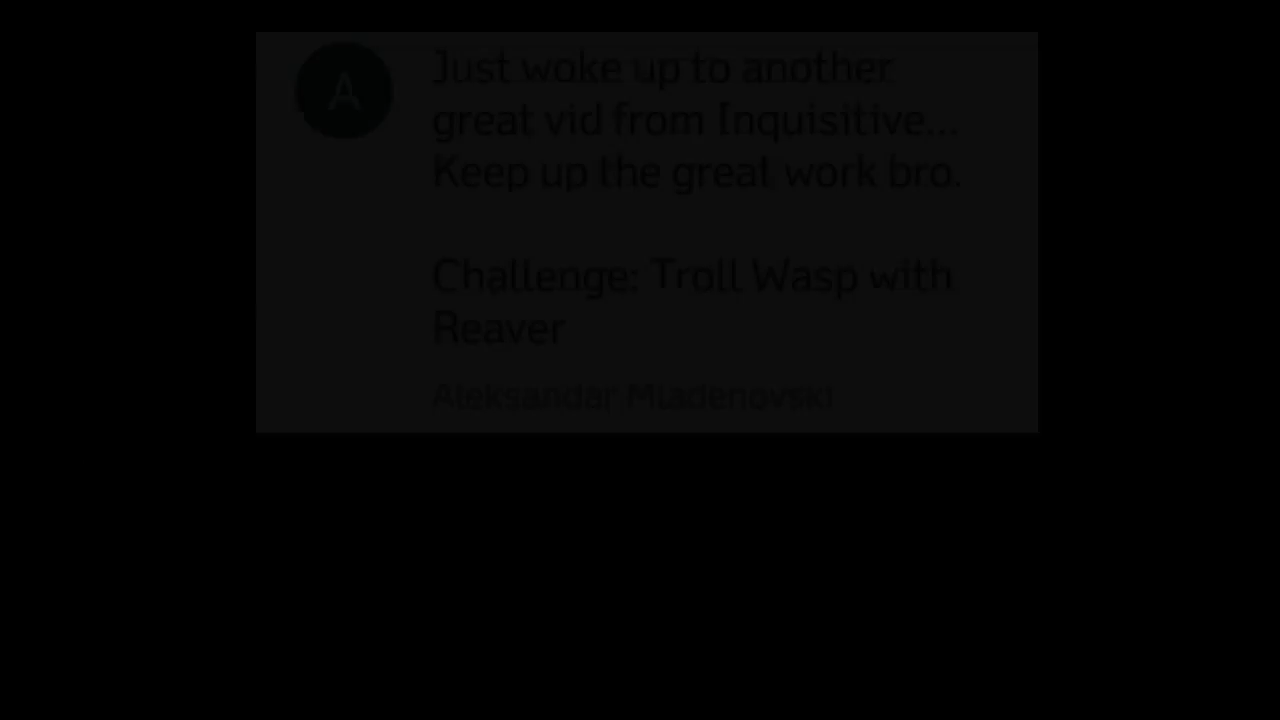 A
Just woke up to another
great vid from Inquisitive...
Keep up the great work bro.
Challenge: Troll Wasp with
Reaver
Aleksandar Mladenovski